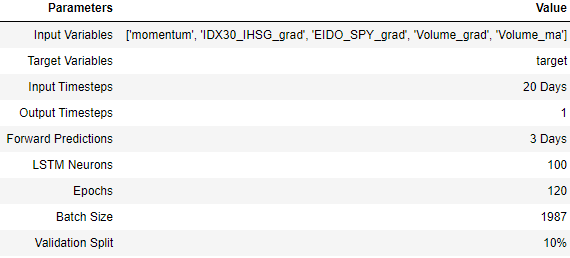 Parameters Value
Input Variables ['momentum', 'IDX30_IHSG_grad', 'EIDO_SPY_grad', 'Volume_grad', 'Volume_ma']
Target Variables target
Input Timesteps 20 Days
Output Timesteps 1
Forward Predictions 3 Days
LSTM Neurons 100
Epochs 120
Batch Size 1987
Validation Split 10%